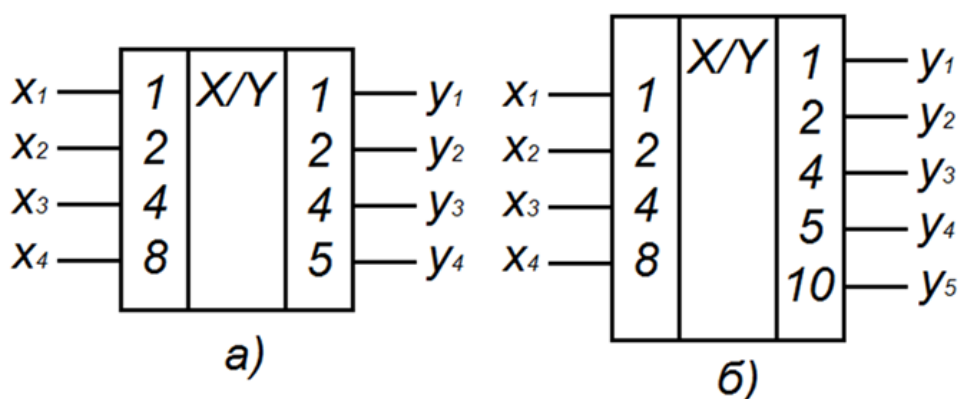 x1 1 X/Y 1 y1
x2 2 2 y2
x3 4 4 y3
x4 8 5 y4
а)
X/Y 1 y1
x1 1 2 y2
x2 2 4 y3
x3 4 5 y4
x4 8 10 y5
б)